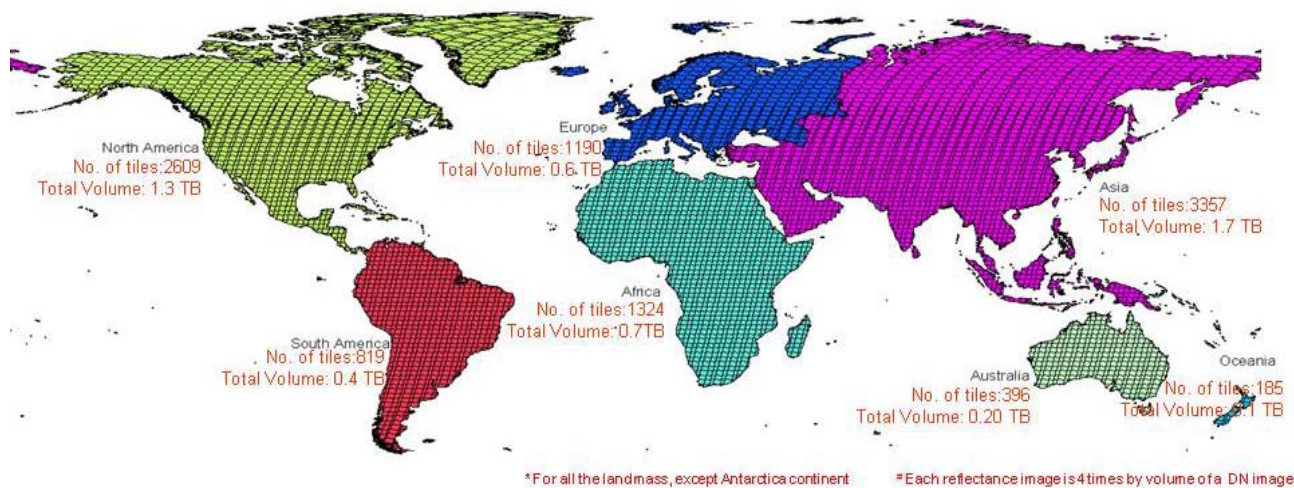 North America
No. of tiles:2609
Total Volume: 1.3 TB
Europe
No. of tiles:1190
Total Volume: 0.6 TB
Asia
No. of tiles:3357
Total Volume: 1.7 TB
Africa
No. of tiles:1324
Total Volume: 0.7TB
South America
No. of tiles:819
Total Volume: 0.4 TB
Australia
No. of tiles:396
Total Volume: 0.20 TB
Oceania
No. of tiles:185
Total Volume: 0.1 TB
*For all the landmass, except Antarctica continent
#Each reflectance image is 4 times by volume of a DN image